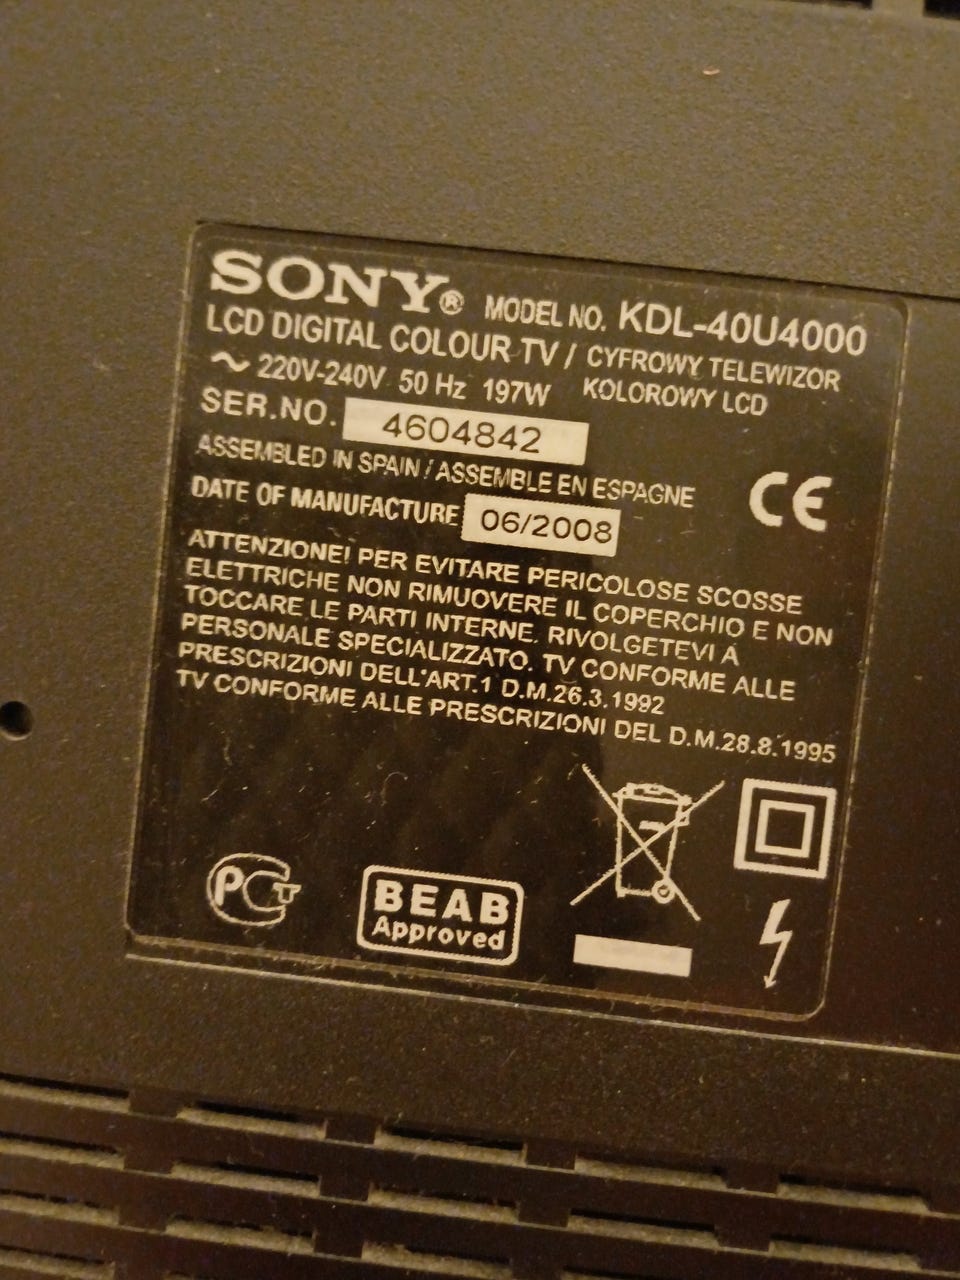 SONY® MODEL NO. KDL-40U4000
LCD DIGITAL COLOUR TV / CYFROWY TELEWIZOR
KOLOROWY LCD
~ 220V-240V 50 Hz 197W
SER.NO. 4604842
ASSEMBLED IN SPAIN / ASSEMBLE EN ESPAGNE
DATE OF MANUFACTURE 06/2008
CE
ATTENZIONE! PER EVITARE PERICOLOSE SCOSSE
ELETTRICHE NON RIMUOVERE IL COPERCHIO E NON
TOCCARE LE PARTI INTERNE. RIVOLGETEVI A
PERSONALE SPECIALIZZATO. TV CONFORME ALLE
PRESCRIZIONI DELL'ART.1 D.M.26.3.1992
TV CONFORME ALLE PRESCRIZIONI DEL D.M.28.8.1995
РСТ
BEAB
Approved